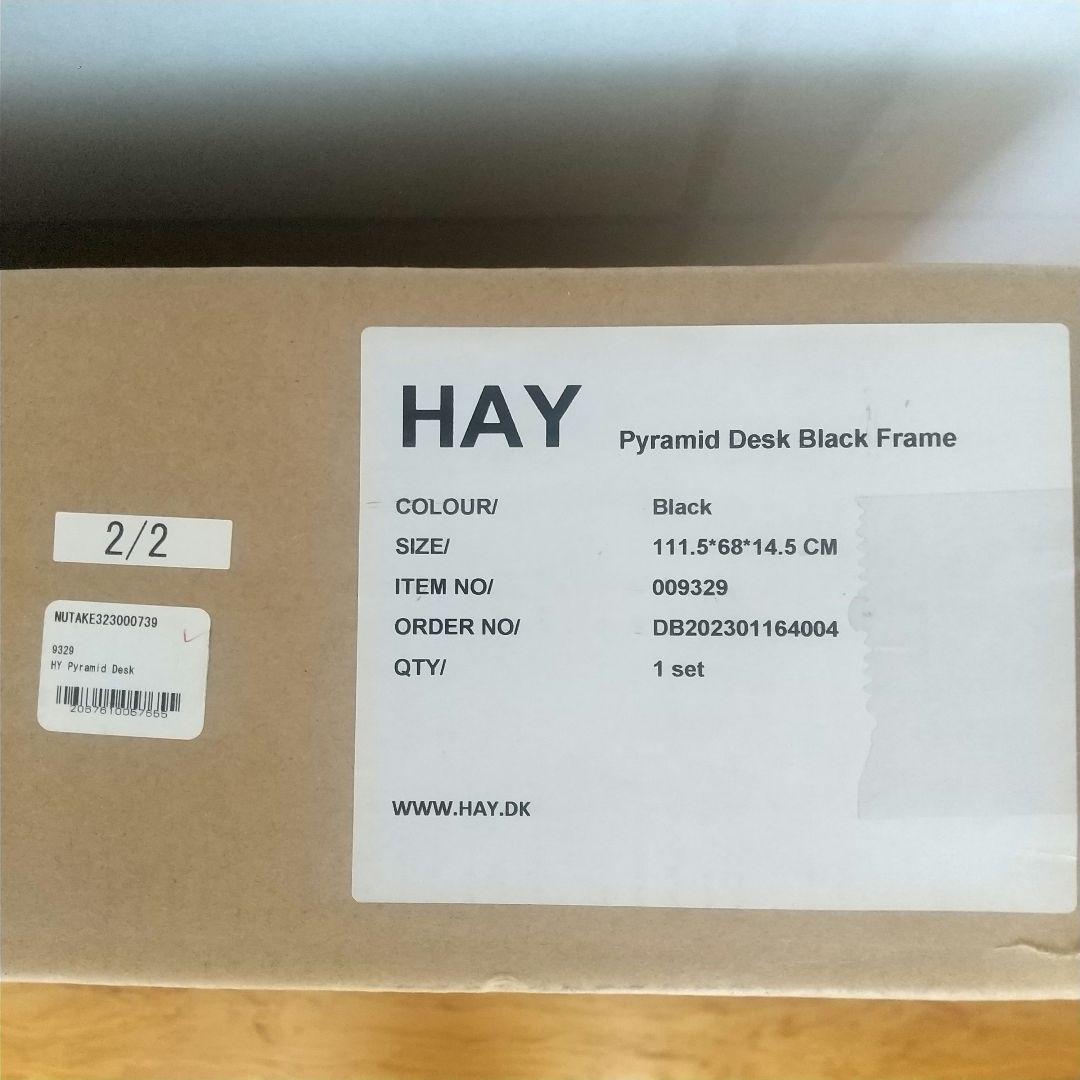 HAY Pyramid Desk Black Frame
COLOUR/ Black
SIZE/ 111.5*68*14.5 CM
ITEM NO/ 009329
ORDER NO/ DB202301164004
QTY/ 1 set
WWW.HAY.DK
2/2
NUTAKE323000739
9329
HY Pyramid Desk